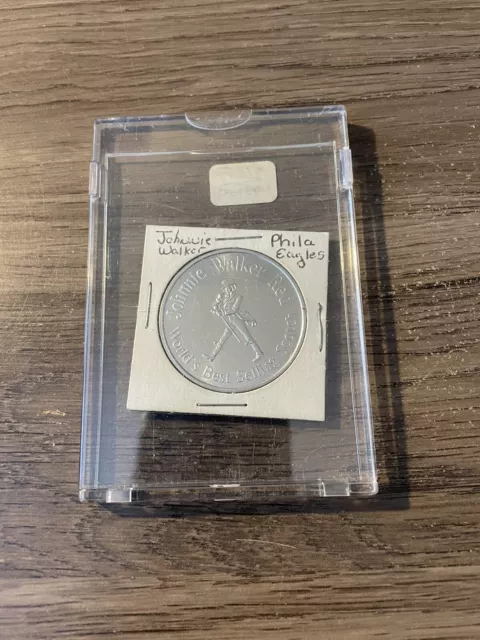 Johnnie
Walker
Phila
Eagles
Johnnie Walker Red
World's Best Selling Scotch